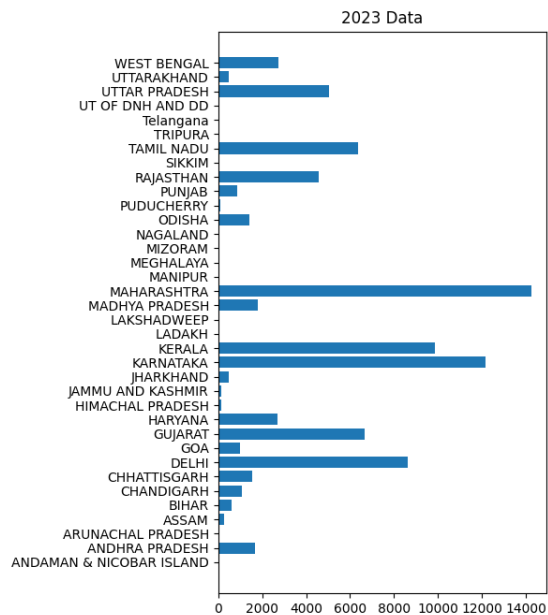 2023 Data
WEST BENGAL
UTTARAKHAND
UTTAR PRADESH
UT OF DNH AND DD
Telangana
TRIPURA
TAMIL NADU
SIKKIM
RAJASTHAN
PUNJAB
PUDUCHERRY
ODISHA
NAGALAND
MIZORAM
MEGHALAYA
MANIPUR
MAHARASHTRA
MADHYA PRADESH
LAKSHADWEEP
LADAKH
KERALA
KARNATAKA
JHARKHAND
JAMMU AND KASHMIR
HIMACHAL PRADESH
HARYANA
GUJARAT
GOA
DELHI
CHHATTISGARH
CHANDIGARH
BIHAR
ASSAM
ARUNACHAL PRADESH
ANDHRA PRADESH
ANDAMAN & NICOBAR ISLAND
0 2000 4000 6000 8000 10000 12000 14000